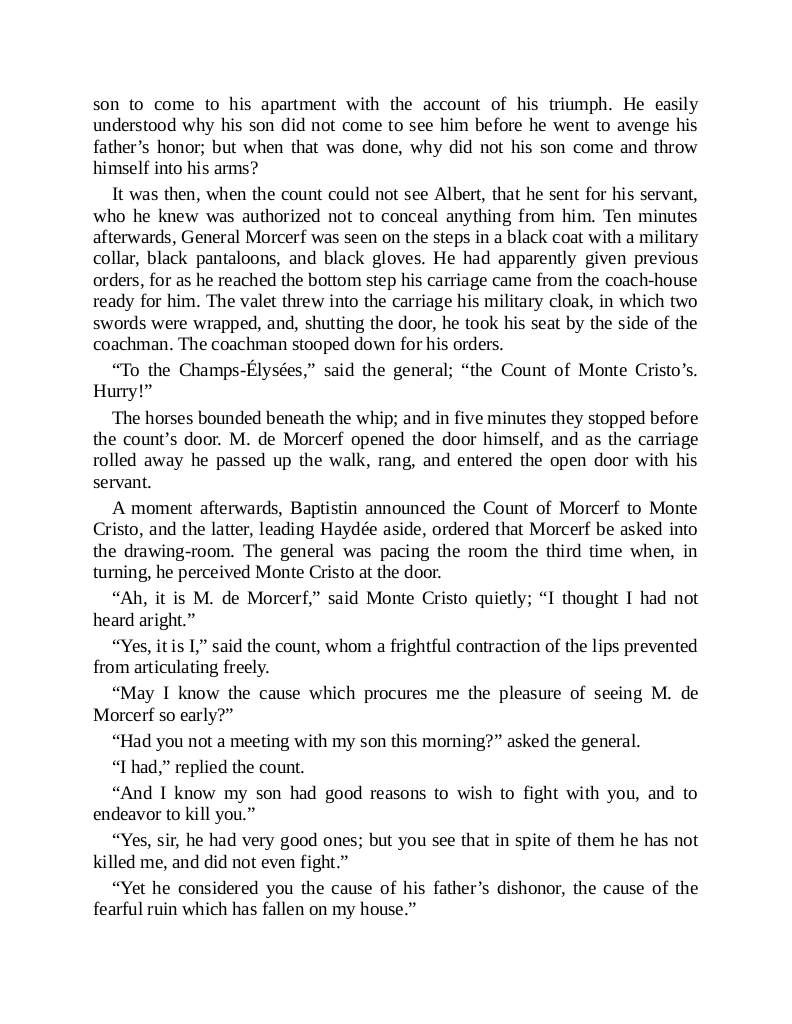 son to come to his apartment with the account of his triumph. He easily
understood why his son did not come to see him before he went to avenge his
father’s honor; but when that was done, why did not his son come and throw
himself into his arms?
It was then, when the count could not see Albert, that he sent for his servant,
who he knew was authorized not to conceal anything from him. Ten minutes
afterwards, General Morcerf was seen on the steps in a black coat with a military
collar, black pantaloons, and black gloves. He had apparently given previous
orders, for as he reached the bottom step his carriage came from the coach-house
ready for him. The valet threw into the carriage his military cloak, in which two
swords were wrapped, and, shutting the door, he took his seat by the side of the
coachman. The coachman stooped down for his orders.
“To the Champs-Élysées,” said the general; “the Count of Monte Cristo’s.
Hurry!”
The horses bounded beneath the whip; and in five minutes they stopped before
the count’s door. M. de Morcerf opened the door himself, and as the carriage
rolled away he passed up the walk, rang, and entered the open door with his
servant.
A moment afterwards, Baptistin announced the Count of Morcerf to Monte
Cristo, and the latter, leading Haydée aside, ordered that Morcerf be asked into
the drawing-room. The general was pacing the room the third time when, in
turning, he perceived Monte Cristo at the door.
“Ah, it is M. de Morcerf,” said Monte Cristo quietly; “I thought I had not
heard aright.”
“Yes, it is I,” said the count, whom a frightful contraction of the lips prevented
from articulating freely.
“May I know the cause which procures me the pleasure of seeing M. de
Morcerf so early?”
“Had you not a meeting with my son this morning?” asked the general.
“I had,” replied the count.
“And I know my son had good reasons to wish to fight with you, and to
endeavor to kill you.”
“Yes, sir, he had very good ones; but you see that in spite of them he has not
killed me, and did not even fight.”
“Yet he considered you the cause of his father’s dishonor, the cause of the
fearful ruin which has fallen on my house.”